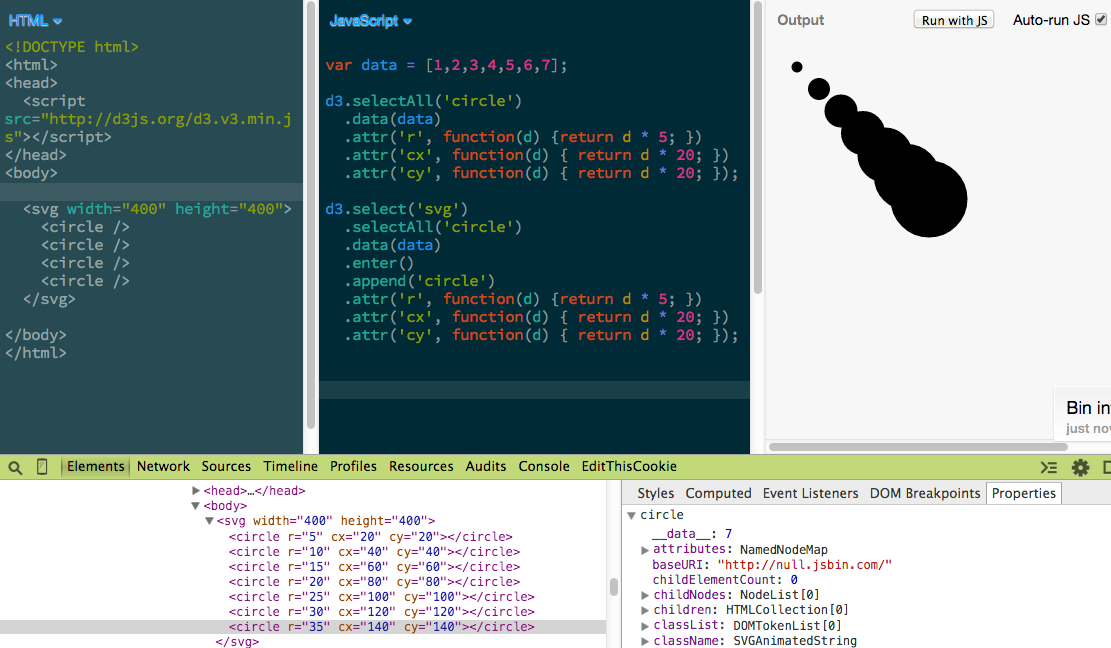 HTML
<!DOCTYPE html>
<html>
<head>
  <script
src="http://d3js.org/d3.v3.min.j
s"></script>
</head>
<body>
  <svg width="400" height="400">
    <circle />
    <circle />
    <circle />
    <circle />
  </svg>
</body>
</html>
JavaScript
var data = [1,2,3,4,5,6,7];
d3.selectAll('circle')
  .data(data)
  .attr('r', function(d) {return d * 5; })
  .attr('cx', function(d) { return d * 20; })
  .attr('cy', function(d) { return d * 20; });
d3.select('svg')
  .selectAll('circle')
  .data(data)
  .enter()
  .append('circle')
  .attr('r', function(d) {return d * 5; })
  .attr('cx', function(d) { return d * 20; })
  .attr('cy', function(d) { return d * 20; });
Output Run with JS Auto-run JS
Bin in
just nov
Elements Network Sources Timeline Profiles Resources Audits Console EditThisCookie
<head>…</head>
<body>
<svg width="400" height="400">
<circle r="5" cx="20" cy="20"></circle>
<circle r="10" cx="40" cy="40"></circle>
<circle r="15" cx="60" cy="60"></circle>
<circle r="20" cx="80" cy="80"></circle>
<circle r="25" cx="100" cy="100"></circle>
<circle r="30" cx="120" cy="120"></circle>
<circle r="35" cx="140" cy="140"></circle>
</svg>
Styles Computed Event Listeners DOM Breakpoints Properties
circle
__data__: 7
attributes: NamedNodeMap
baseURI: "http://null.jsbin.com/"
childElementCount: 0
childNodes: NodeList[0]
children: HTMLCollection[0]
classList: DOMTokenList[0]
className: SVGAnimatedString